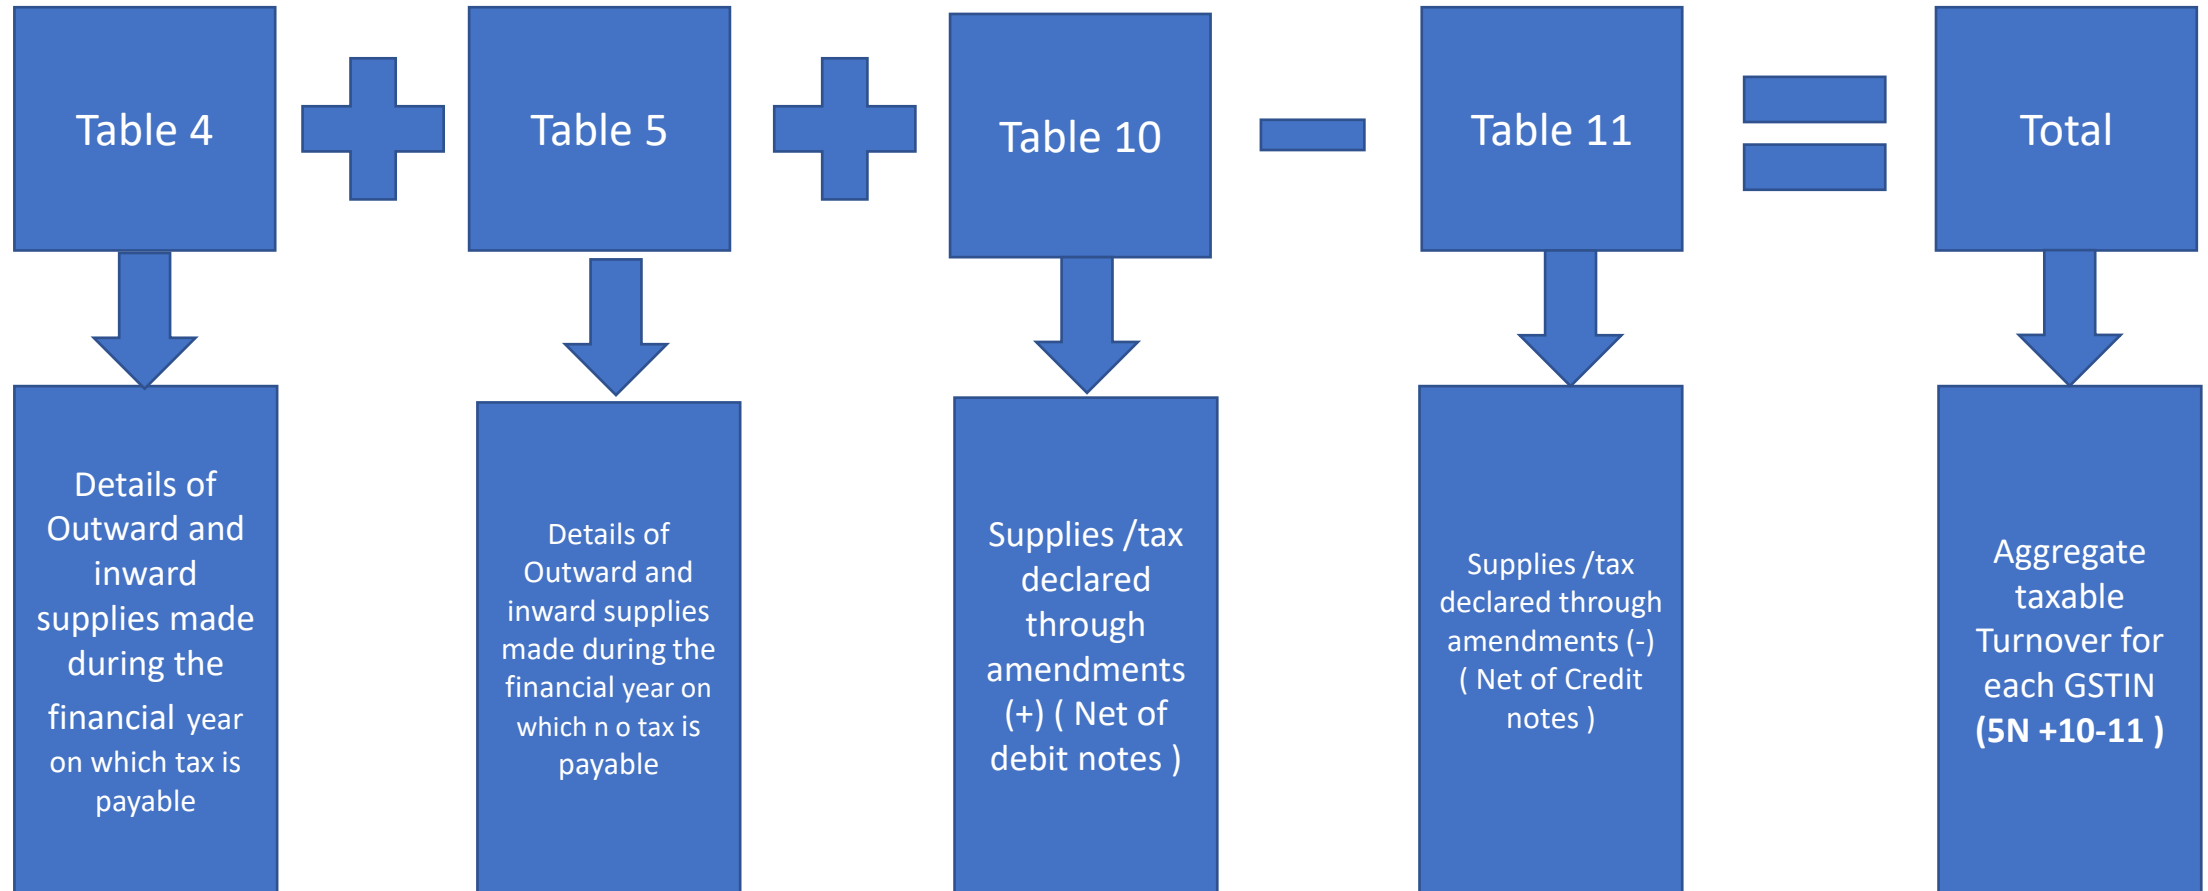 Table 4
Table 5
Table 10
Table 11
Total
Details of
Outward and
inward
supplies made
during the
financial year
on which tax is
payable
Details of
Outward and
inward supplies
made during the
financial year on
which n o tax is
payable
Supplies /tax
declared
through
amendments
(+) ( Net of
debit notes )
Supplies /tax
declared through
amendments (-)
( Net of Credit
notes )
Aggregate
taxable
Turnover for
each GSTIN
(5N +10-11 )